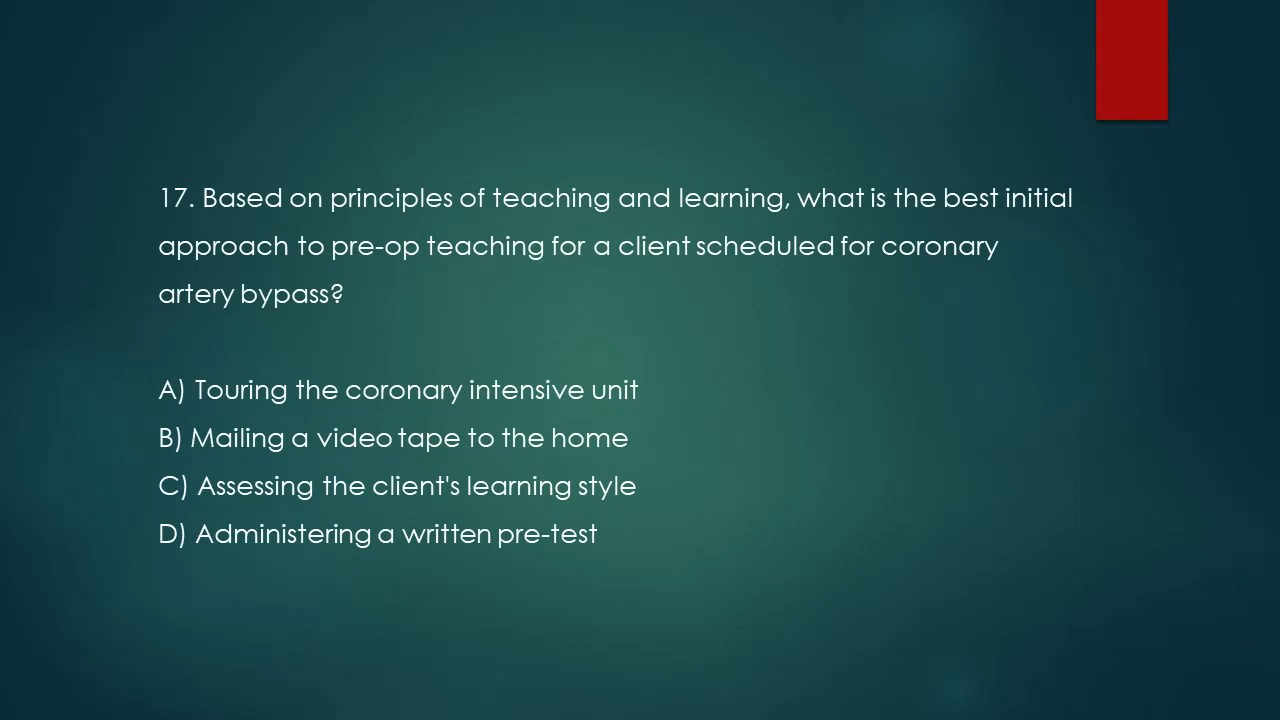 17. Based on principles of teaching and learning, what is the best initial
approach to pre-op teaching for a client scheduled for coronary
artery bypass?
A) Touring the coronary intensive unit
B) Mailing a video tape to the home
C) Assessing the client's learning style
D) Administering a written pre-test